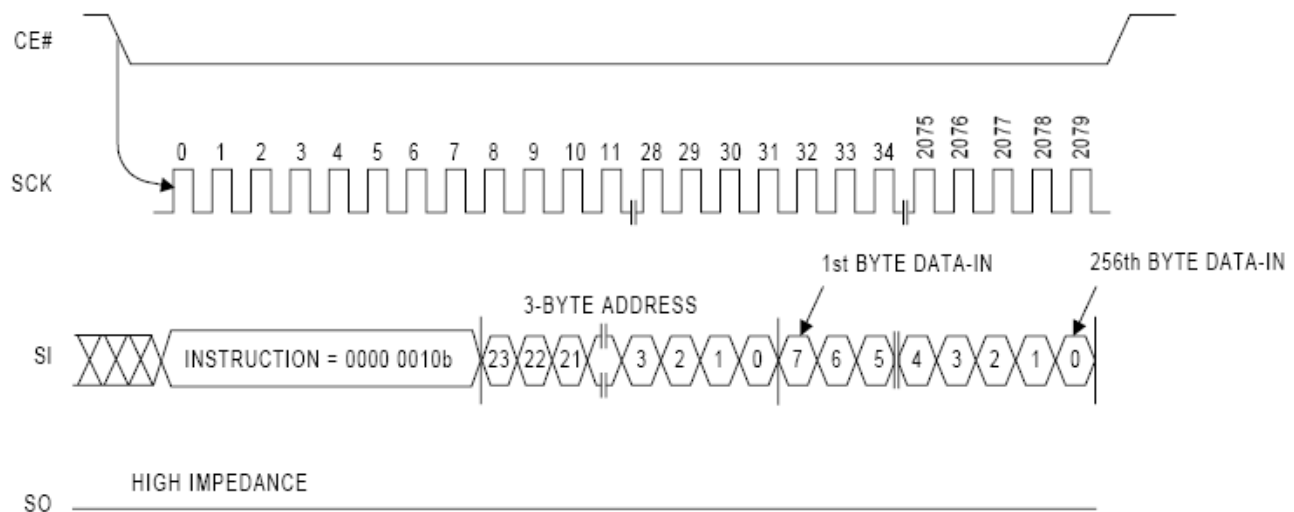 CE#
0 1 2 3 4 5 6 7 8 9 10 11 28 29 30 31 32 33 34 2075 2076 2077 2078 2079
SCK
1st BYTE DATA-IN 256th BYTE DATA-IN
3-BYTE ADDRESS
SI INSTRUCTION = 0000 0010b 23 22 21 3 2 1 0 7 6 5 4 3 2 1 0
HIGH IMPEDANCE
SO